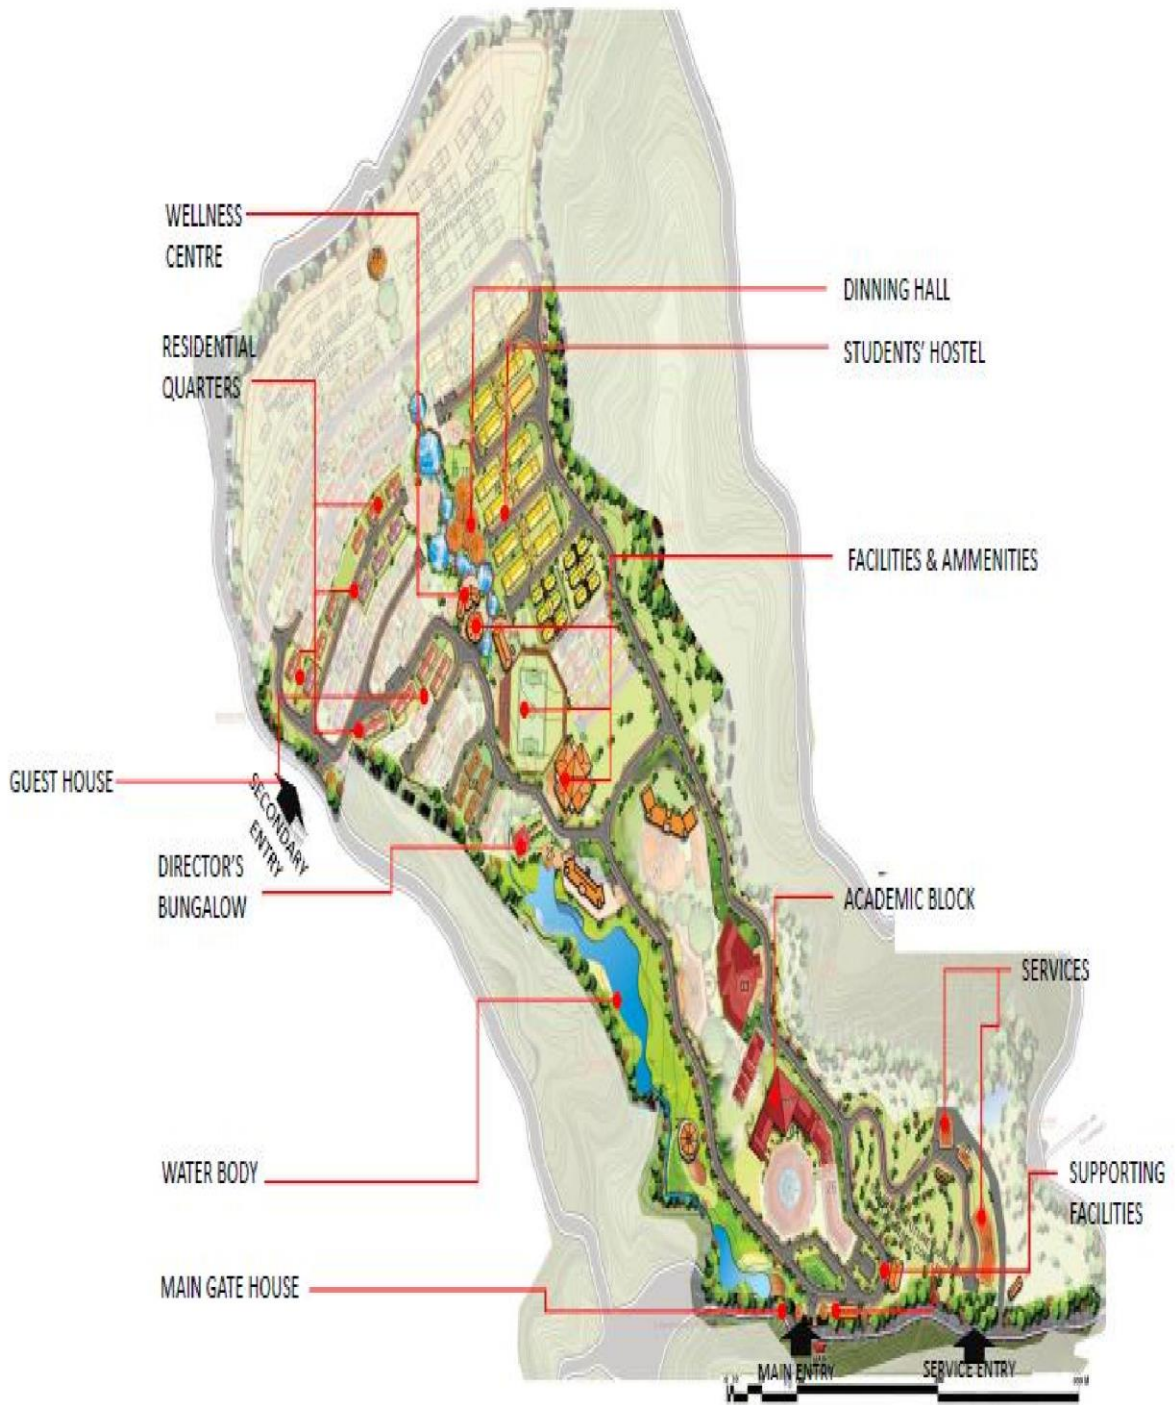 WELLNESS
CENTRE
DINNING HALL
RESIDENTIAL
QUARTERS
STUDENTS' HOSTEL
FACILITIES & AMMENITIES
GUEST HOUSE
SECONDARY
ENTRY
DIRECTOR'S
BUNGALOW
ACADEMIC BLOCK
SERVICES
WATER BODY
SUPPORTING
FACILITIES
MAIN GATE HOUSE
MAIN ENTRY
SERVICE ENTRY